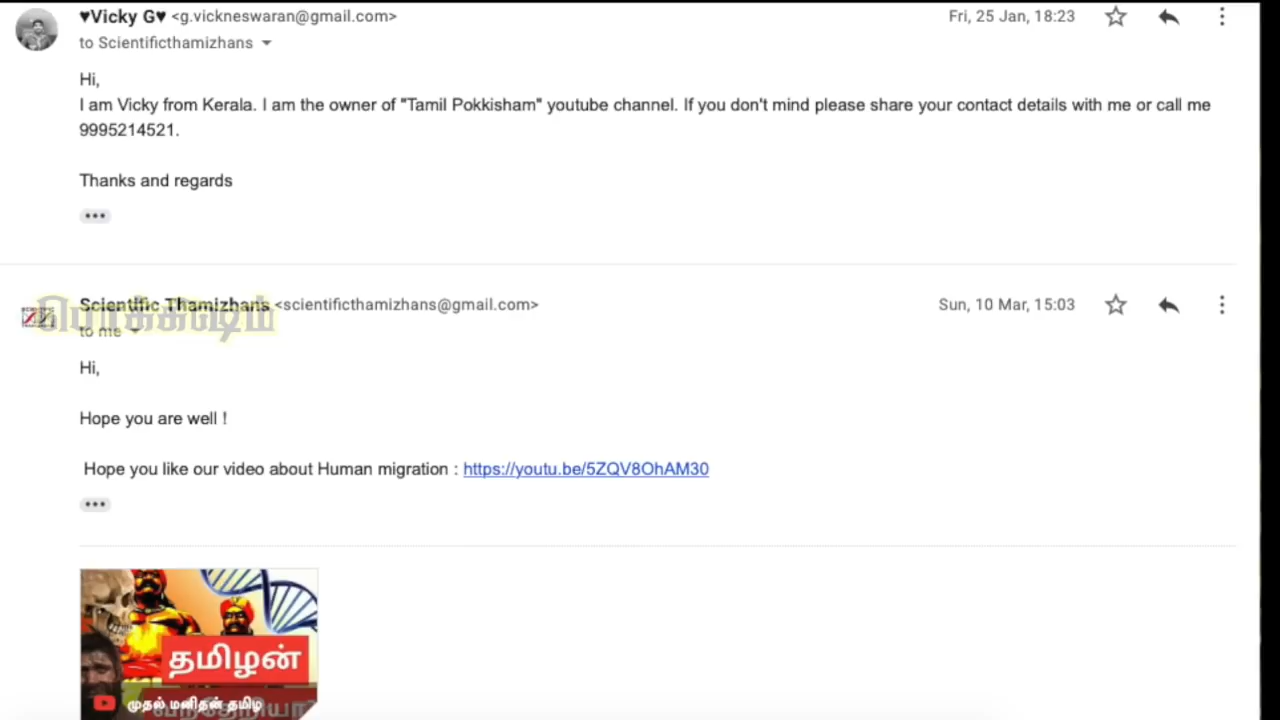 ♥Vicky G♥ <g.vickneswaran@gmail.com>
Fri, 25 Jan, 18:23
to Scientificthamizhans
Hi,
I am Vicky from Kerala. I am the owner of "Tamil Pokkisham" youtube channel. If you don't mind please share your contact details with me or call me
9995214521.
Thanks and regards
Scientific Thamizhans <scientificthamizhans@gmail.com>
Sun, 10 Mar, 15:03
பொக்கிஷம்
to me
Hi,
Hope you are well !
Hope you like our video about Human migration : https://youtu.be/5ZQV8OhAM30
தமிழன்
வந்தேறியா?
முதல் மனிதன் தமிழ